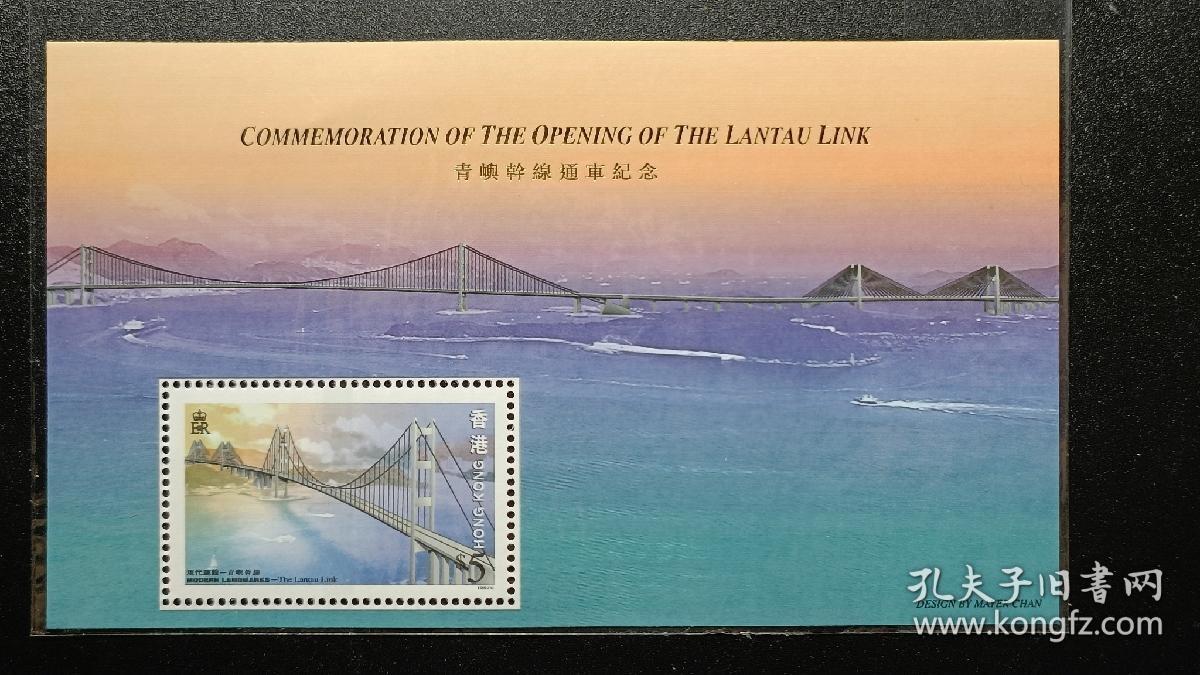 COMMEMORATION OF THE OPENING OF THE LANTAU LINK
青嶼幹線通車紀念
ER
香港
HONG KONG
$5
現代建設—青嶼幹線
MODERN LANDMARKS—The Lantau Link
DESIGN BY MAYER CHAN
孔夫子旧书网
www.kongfz.com